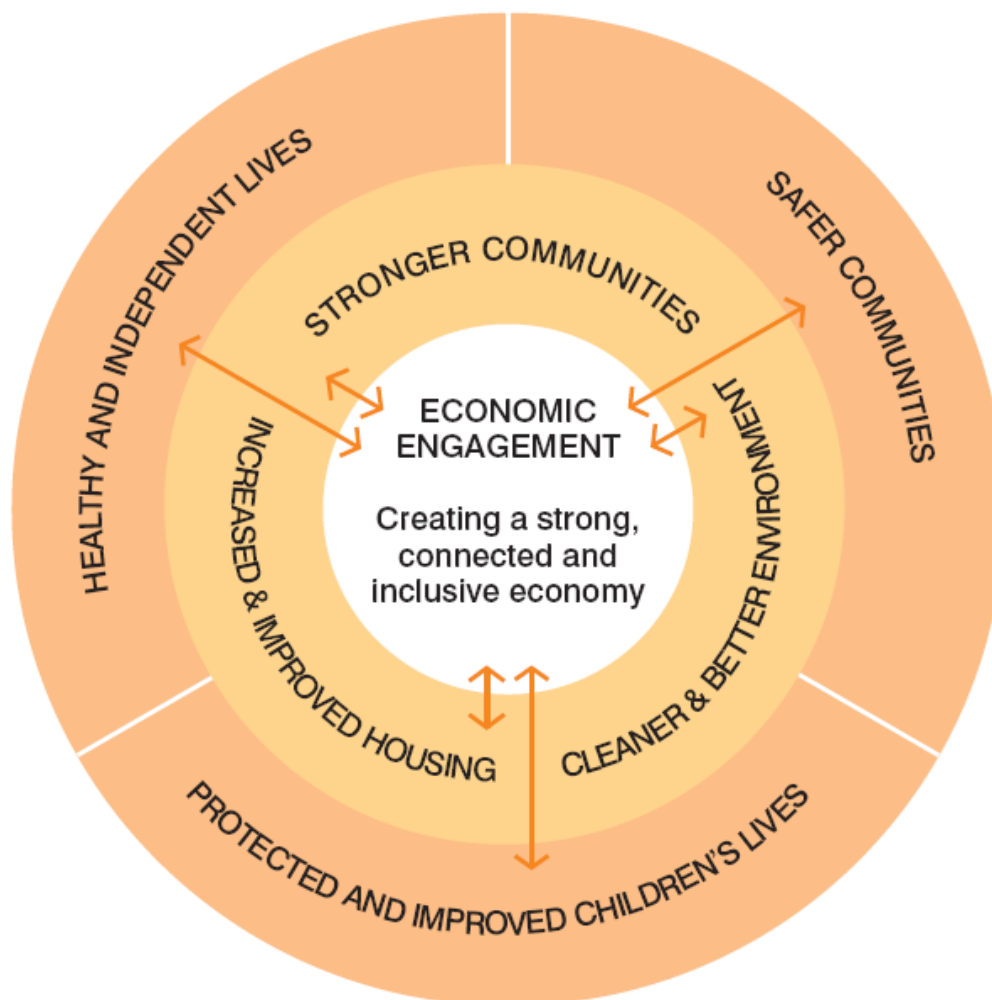 HEALTHY AND INDEPENDENT LIVES
SAFER COMMUNITIES
STRONGER COMMUNITIES
ECONOMIC
ENGAGEMENT
Creating a strong,
connected and
inclusive economy
INCREASED & IMPROVED HOUSING
CLEANER & BETTER ENVIRONMENT
PROTECTED AND IMPROVED CHILDREN'S LIVES